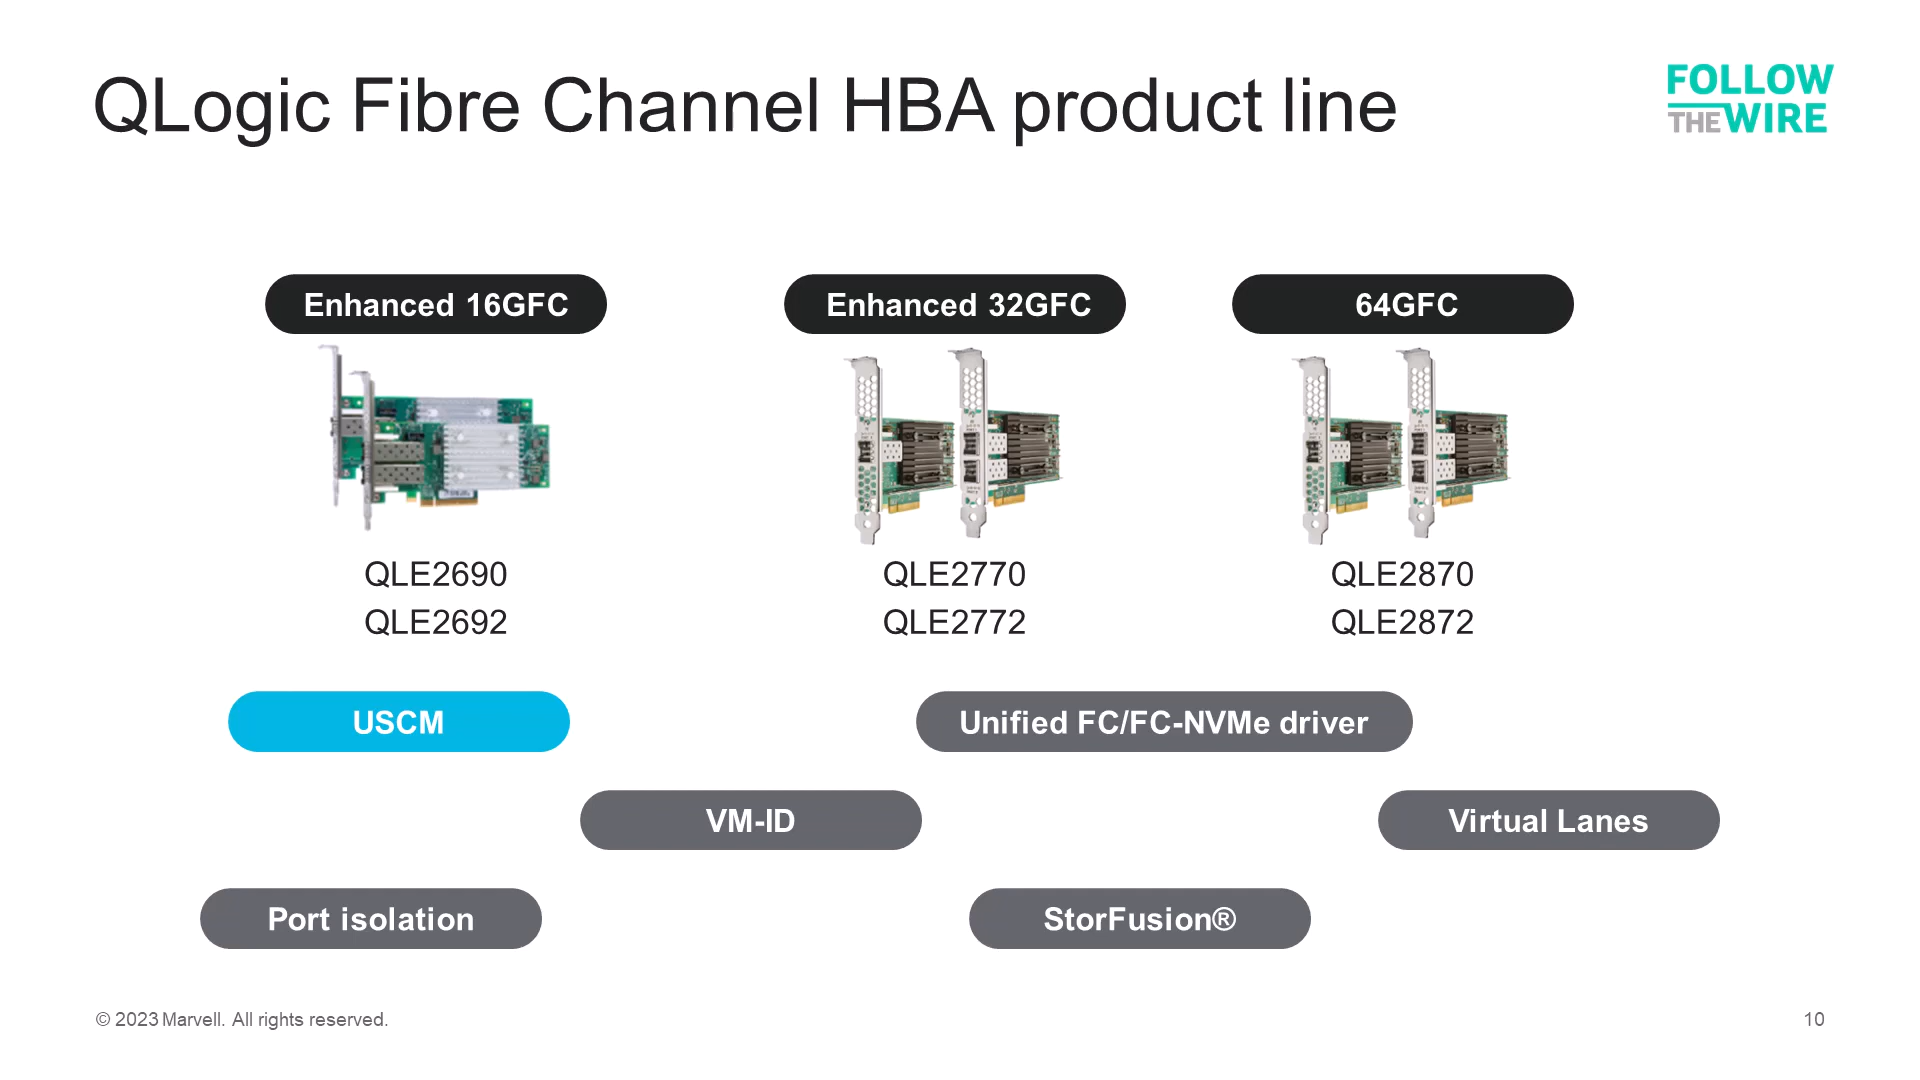 QLogic Fibre Channel HBA product line
FOLLOW
THE WIRE
Enhanced 16GFC
Enhanced 32GFC
64GFC
QLE2690
QLE2692
QLE2770
QLE2772
QLE2870
QLE2872
USCM
Unified FC/FC-NVMe driver
VM-ID
Virtual Lanes
Port isolation
StorFusion®
© 2023 Marvell. All rights reserved.
10